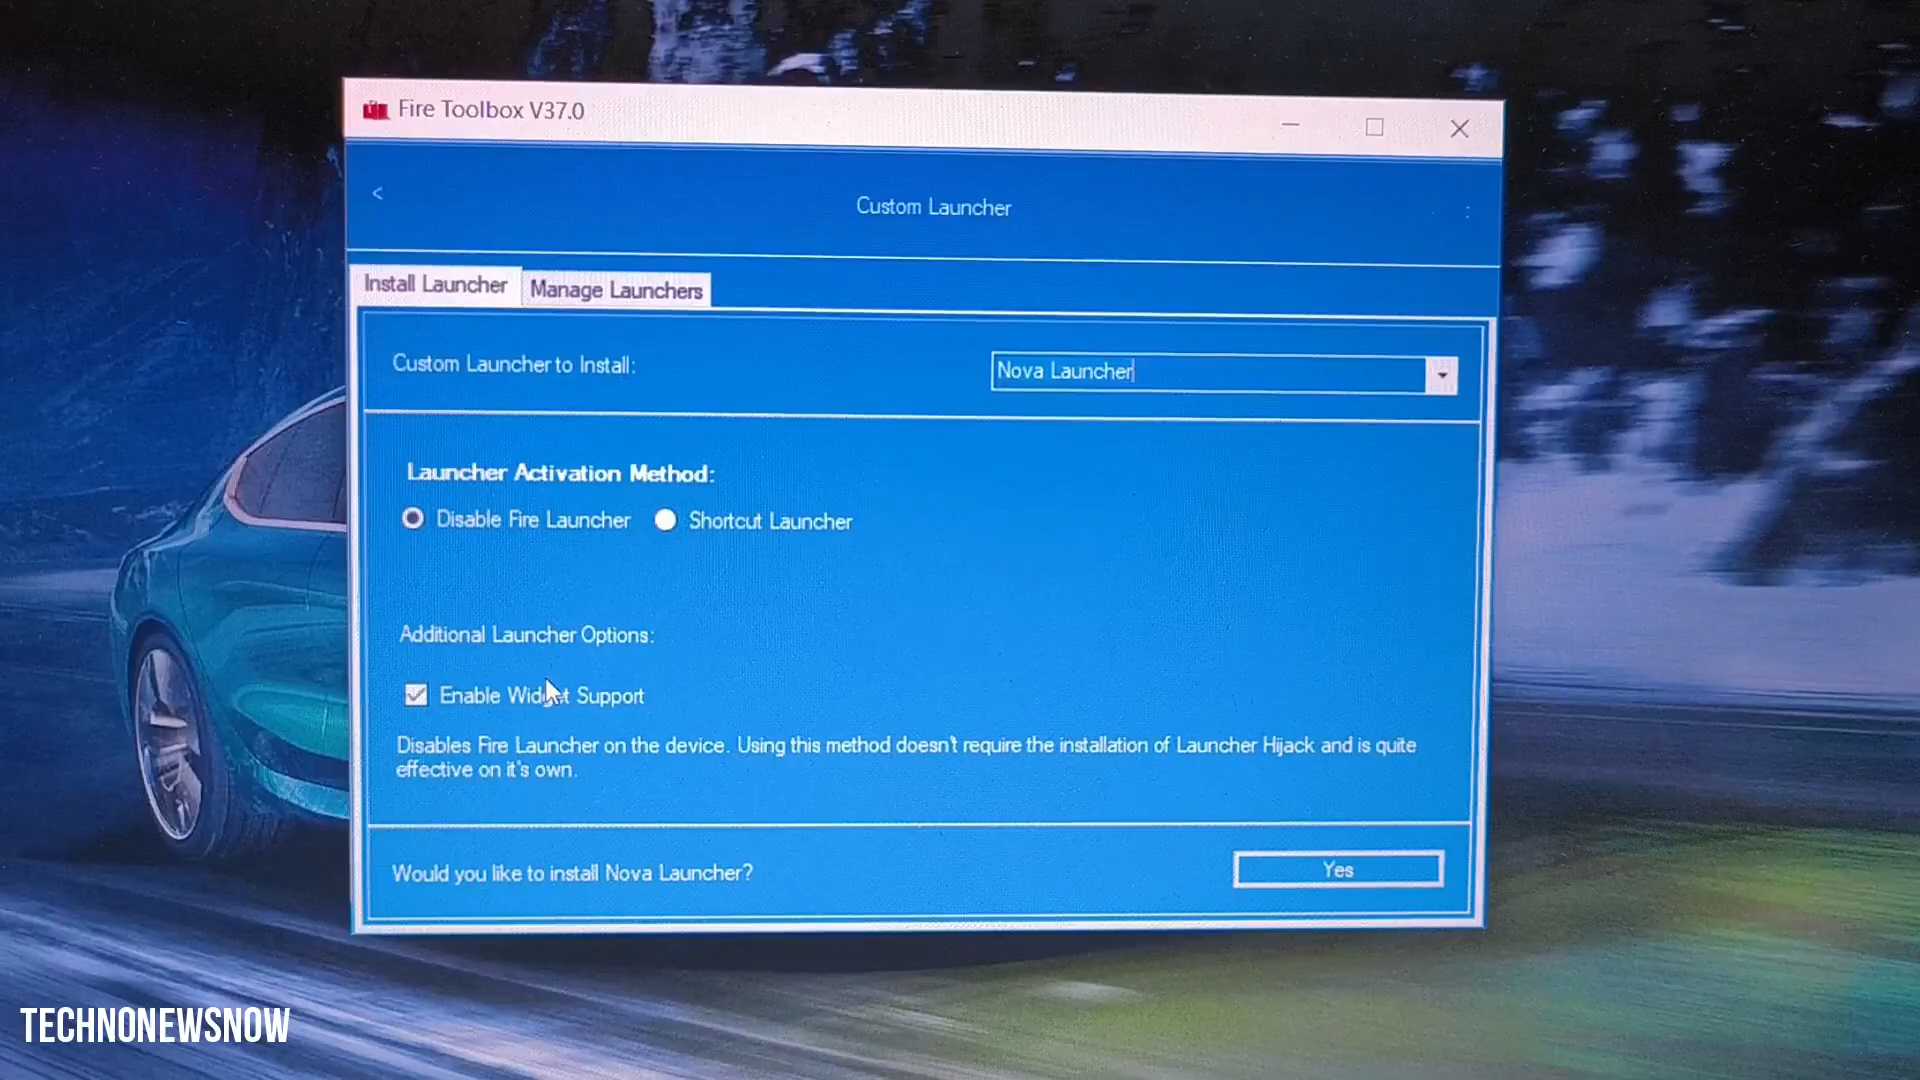 Fire Toolbox V37.0
<
Custom Launcher
Install Launcher
Manage Launchers
Custom Launcher to Install:
Nova Launcher
Launcher Activation Method:
Disable Fire Launcher
Shortcut Launcher
Additional Launcher Options:
Enable Widget Support
Disables Fire Launcher on the device. Using this method doesn't require the installation of Launcher Hijack and is quite
effective on it's own.
Would you like to install Nova Launcher?
Yes
TECHNONEWSNOW